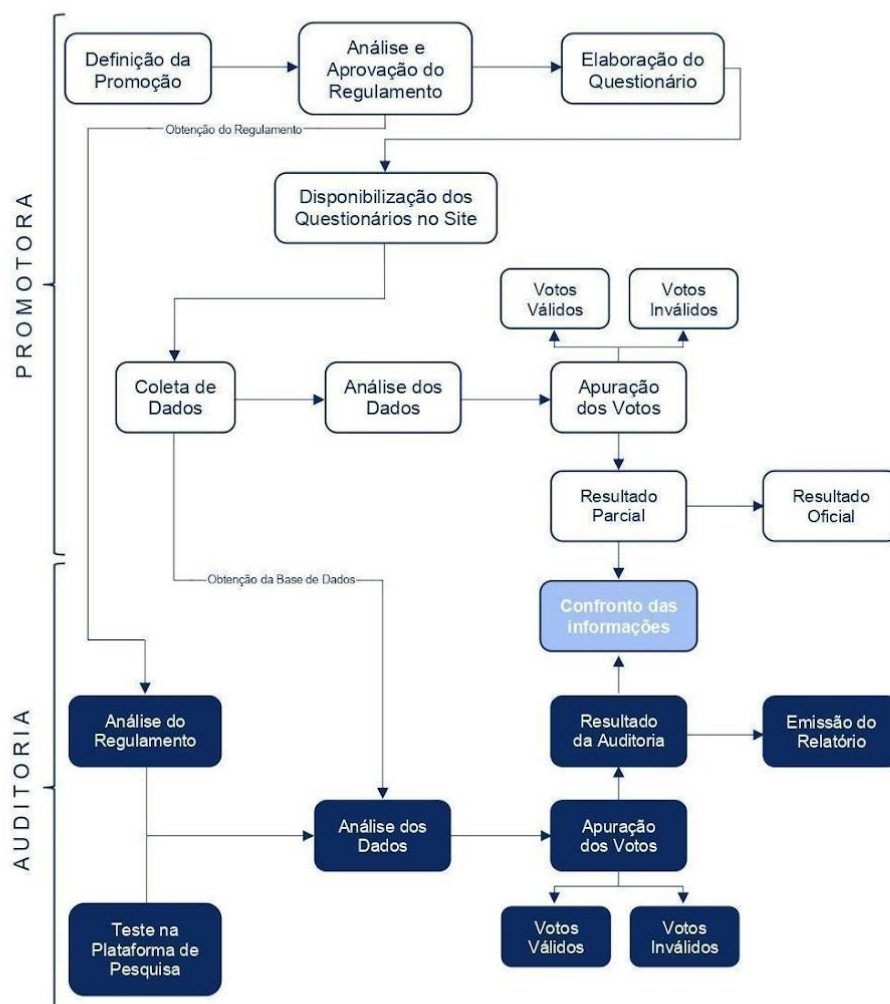 PROMOTORA
Definição da
Promoção
Análise e
Aprovação do
Regulamento
Elaboração do
Questionário
Obtenção do Regulamento
Disponibilização dos
Questionários no Site
Votos
Válidos
Votos
Inválidos
Coleta de
Dados
Análise dos
Dados
Apuração
dos Votos
Resultado
Parcial
Resultado
Oficial
AUDITORIA
Obtenção da Base de Dados
Confronto das
informações
Análise do
Regulamento
Resultado
da Auditoria
Emissão do
Relatório
Análise dos
Dados
Apuração
dos Votos
Teste na
Plataforma de
Pesquisa
Votos
Válidos
Votos
Inválidos